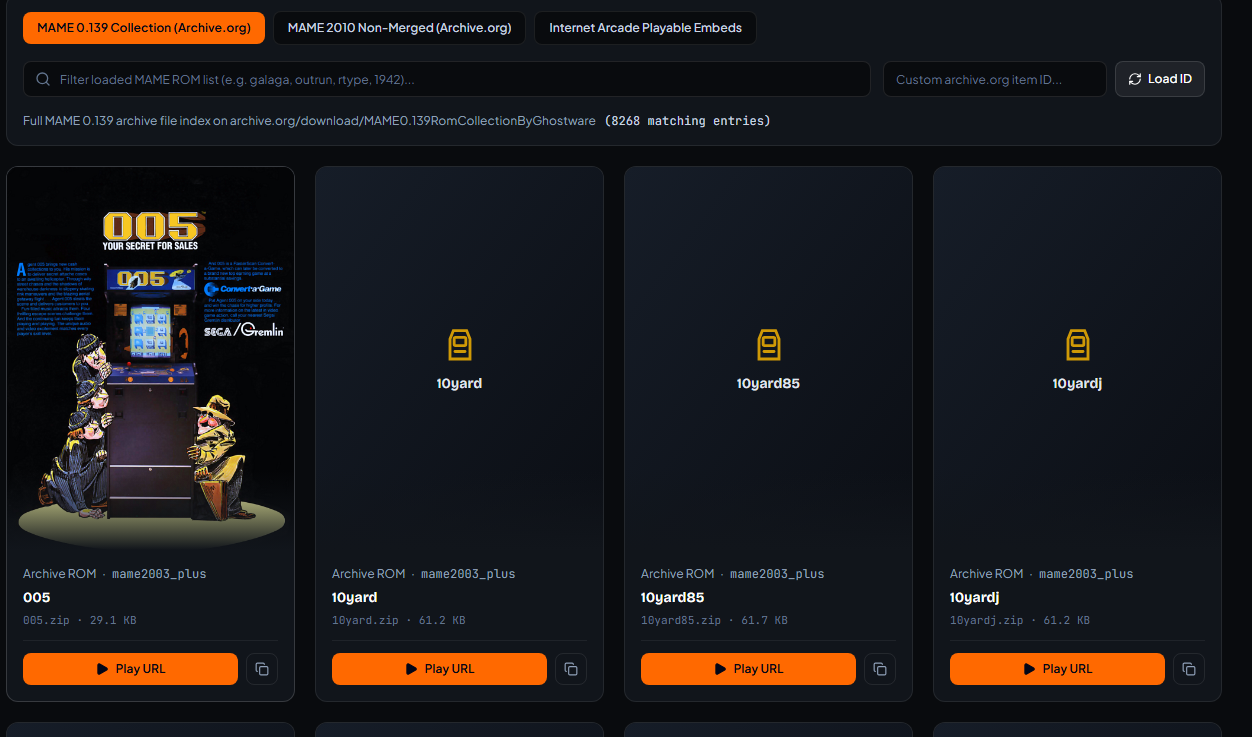 MAME 0.139 Collection (Archive.org)
MAME 2010 Non-Merged (Archive.org)
Internet Arcade Playable Embeds
Filter loaded MAME ROM list (e.g. galaga, outrun, rtype, 1942)...
Custom archive.org item ID...
Load ID
Full MAME 0.139 archive file index on archive.org/download/MAME0.139RomCollectionByGhostware (8268 matching entries)
005
YOUR SECRET FOR SALES
005
Convert-a-Game
SEGA/Gremlin
10yard
10yard85
10yardj
Archive ROM · mame2003_plus
005
005.zip · 29.1 KB
Play URL
Archive ROM · mame2003_plus
10yard
10yard.zip · 61.2 KB
Play URL
Archive ROM · mame2003_plus
10yard85
10yard85.zip · 61.7 KB
Play URL
Archive ROM · mame2003_plus
10yardj
10yardj.zip · 61.2 KB
Play URL